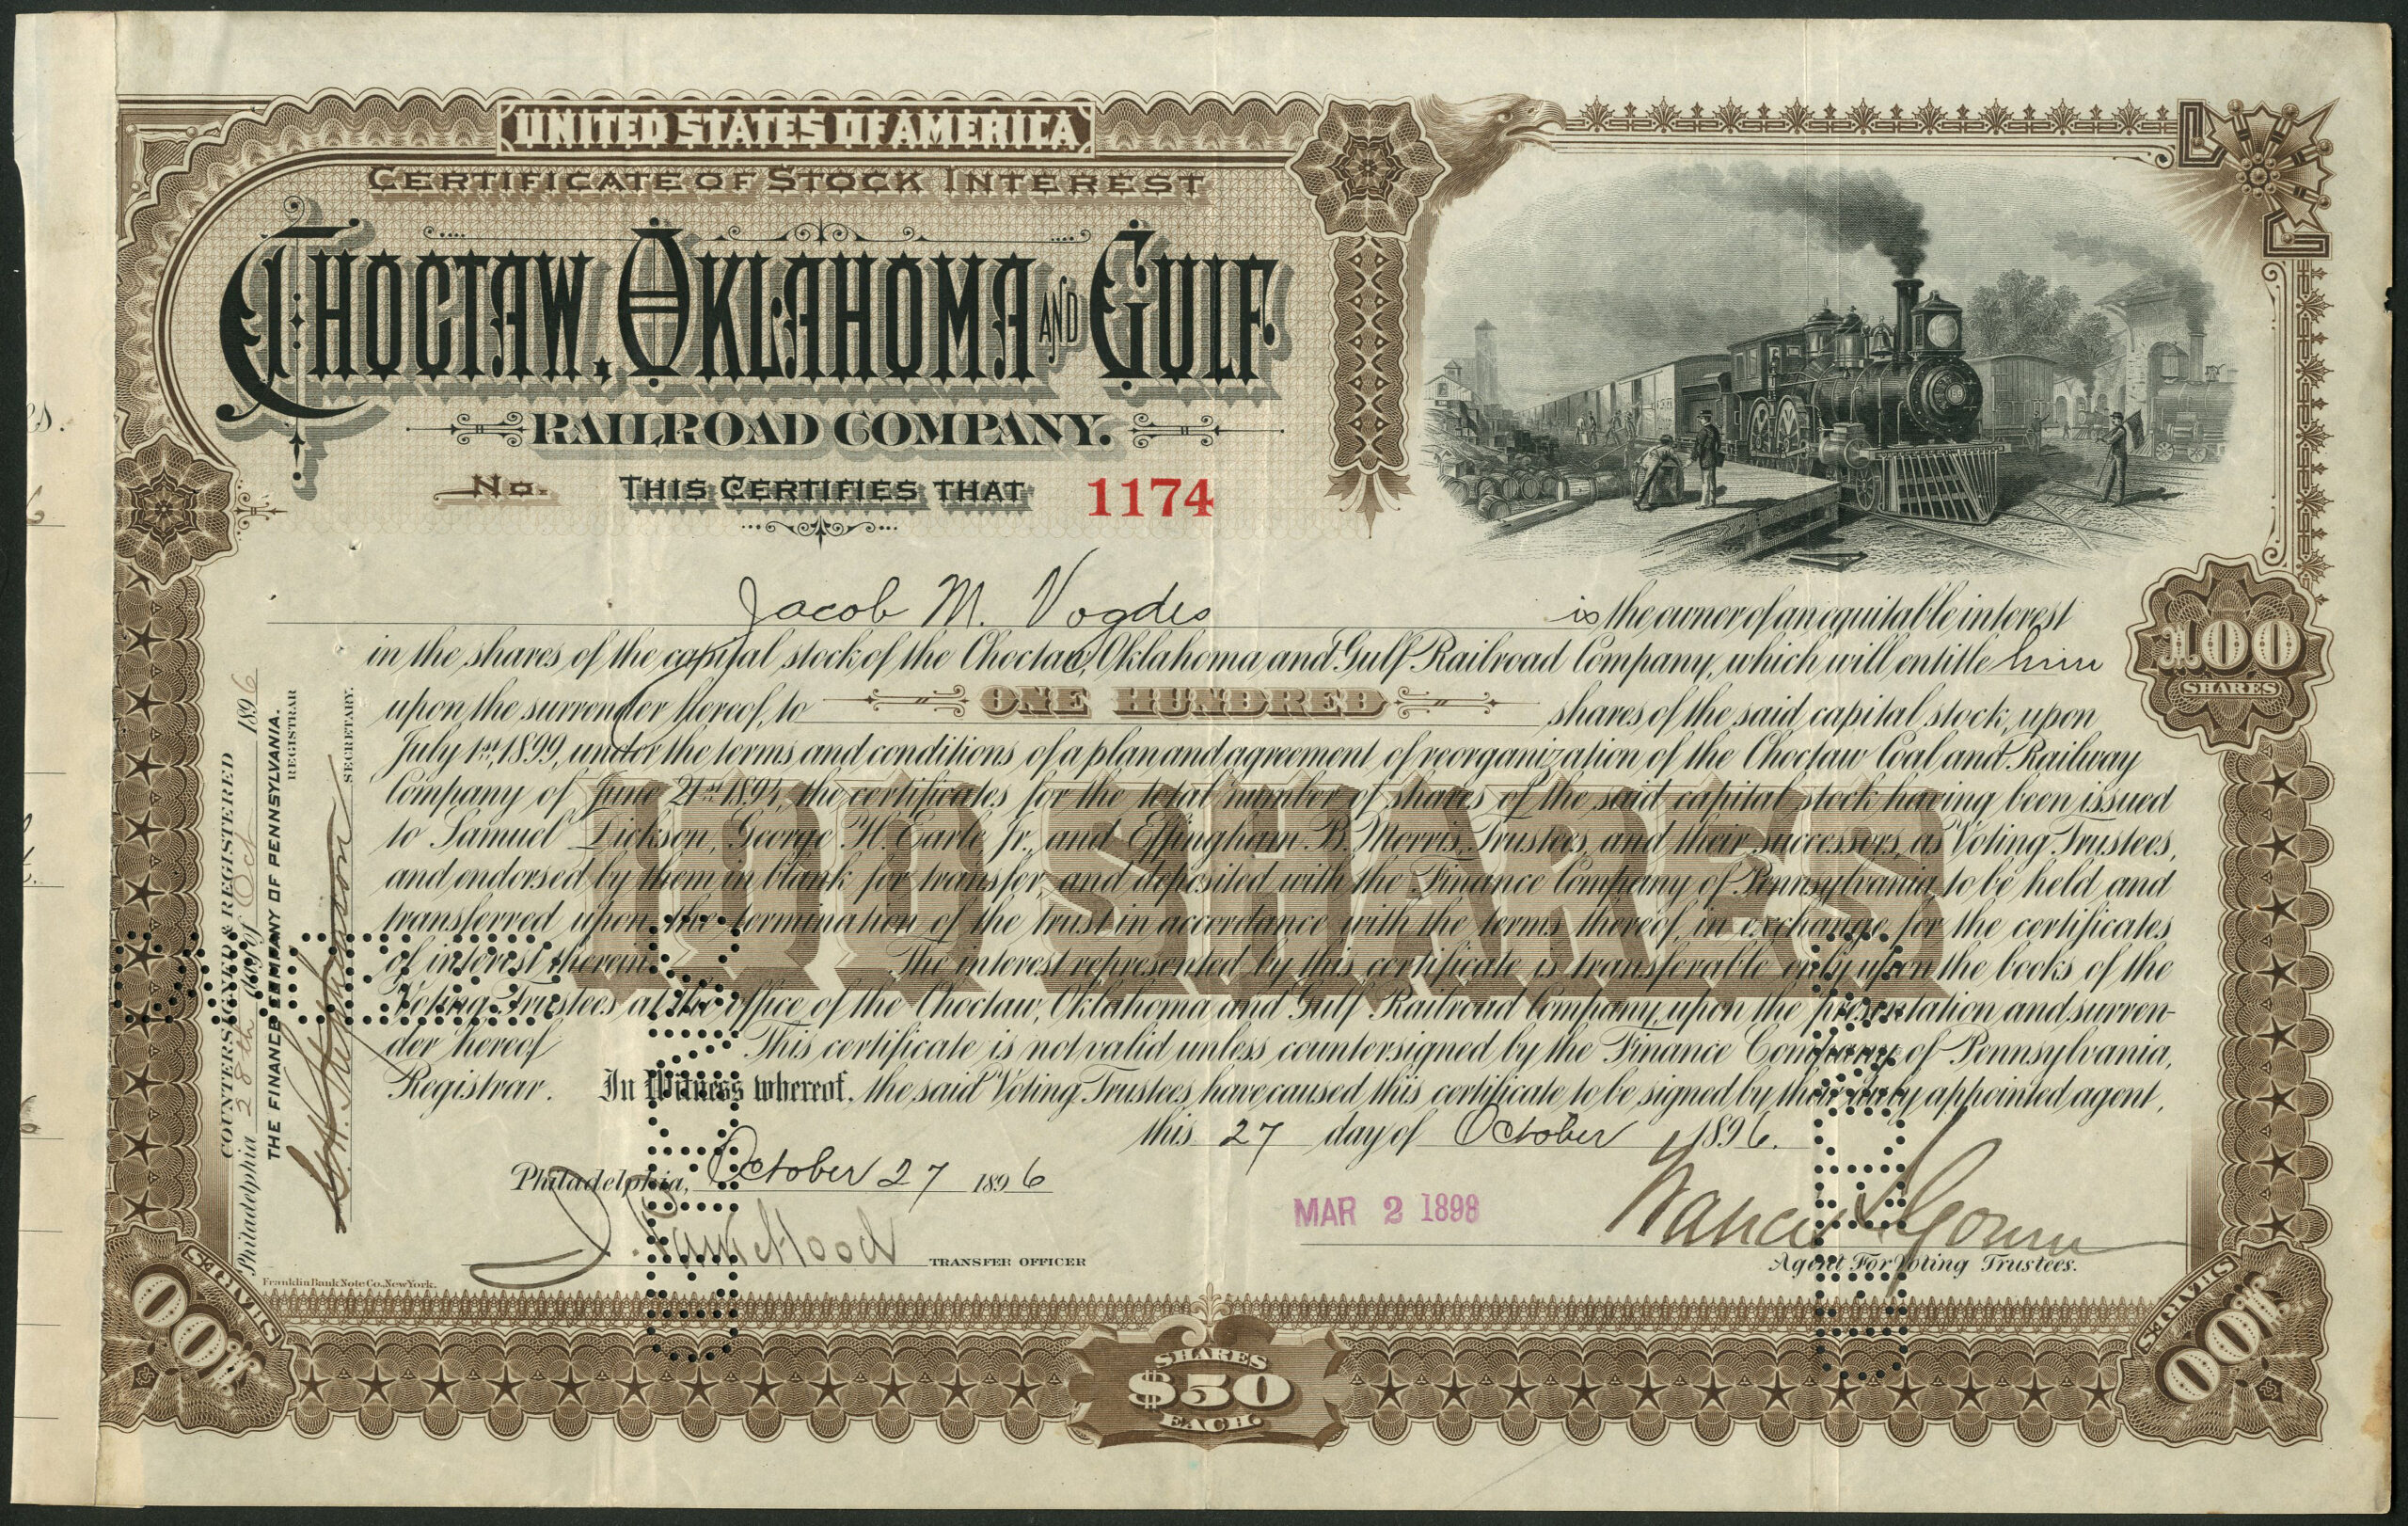 UNITED STATES OF AMERICA
CERTIFICATE OF STOCK INTEREST
CHOCTAW, OKLAHOMA AND GULF
RAILROAD COMPANY.
No. THIS CERTIFIES THAT 1174
Jacob M. Vogdes is the owner of an equitable interest
in the shares of the capital stock of the Choctaw, Oklahoma and Gulf Railroad Company, which will entitle him
upon the surrender hereof, to ONE HUNDRED shares of the said capital stock, upon
July 1st, 1899, under the terms and conditions of a plan and agreement of reorganization of the Choctaw Coal and Railway
Company of June 21st 1894, the certificates for the total number of shares of the said capital stock having been issued
to Samuel Dickson, George H. Earle Jr., and Effingham B. Morris, Trustees, and their successors, as Voting Trustees,
and endorsed by them in blank for transfer, and deposited with the Finance Company of Pennsylvania, to be held and
transferred upon the termination of the trust in accordance with the terms thereof, in exchange for the certificates
of interest therein. The interest represented by this certificate is transferable only upon the books of the
Voting Trustees at the office of the Choctaw, Oklahoma and Gulf Railroad Company, upon the presentation and surren-
der hereof This certificate is not valid unless countersigned by the Finance Company of Pennsylvania,
Registrar. In Witness whereof, the said Voting Trustees have caused this certificate to be signed by their duly appointed agent,
this 27 day of October 1896.
Philadelphia, October 27 1896
MAR 2 1898
TRANSFER OFFICER
Agent For Voting Trustees.
Franklin Bank Note Co., New York.
100 SHARES
100
SHARES
COUNTERSIGNED & REGISTERED
Philadelphia 28th day of Oct 1896
THE FINANCE COMPANY OF PENNSYLVANIA.
REGISTRAR
SECRETARY.
100 SHARES
SHARES
$50
EACH
100 SHARES